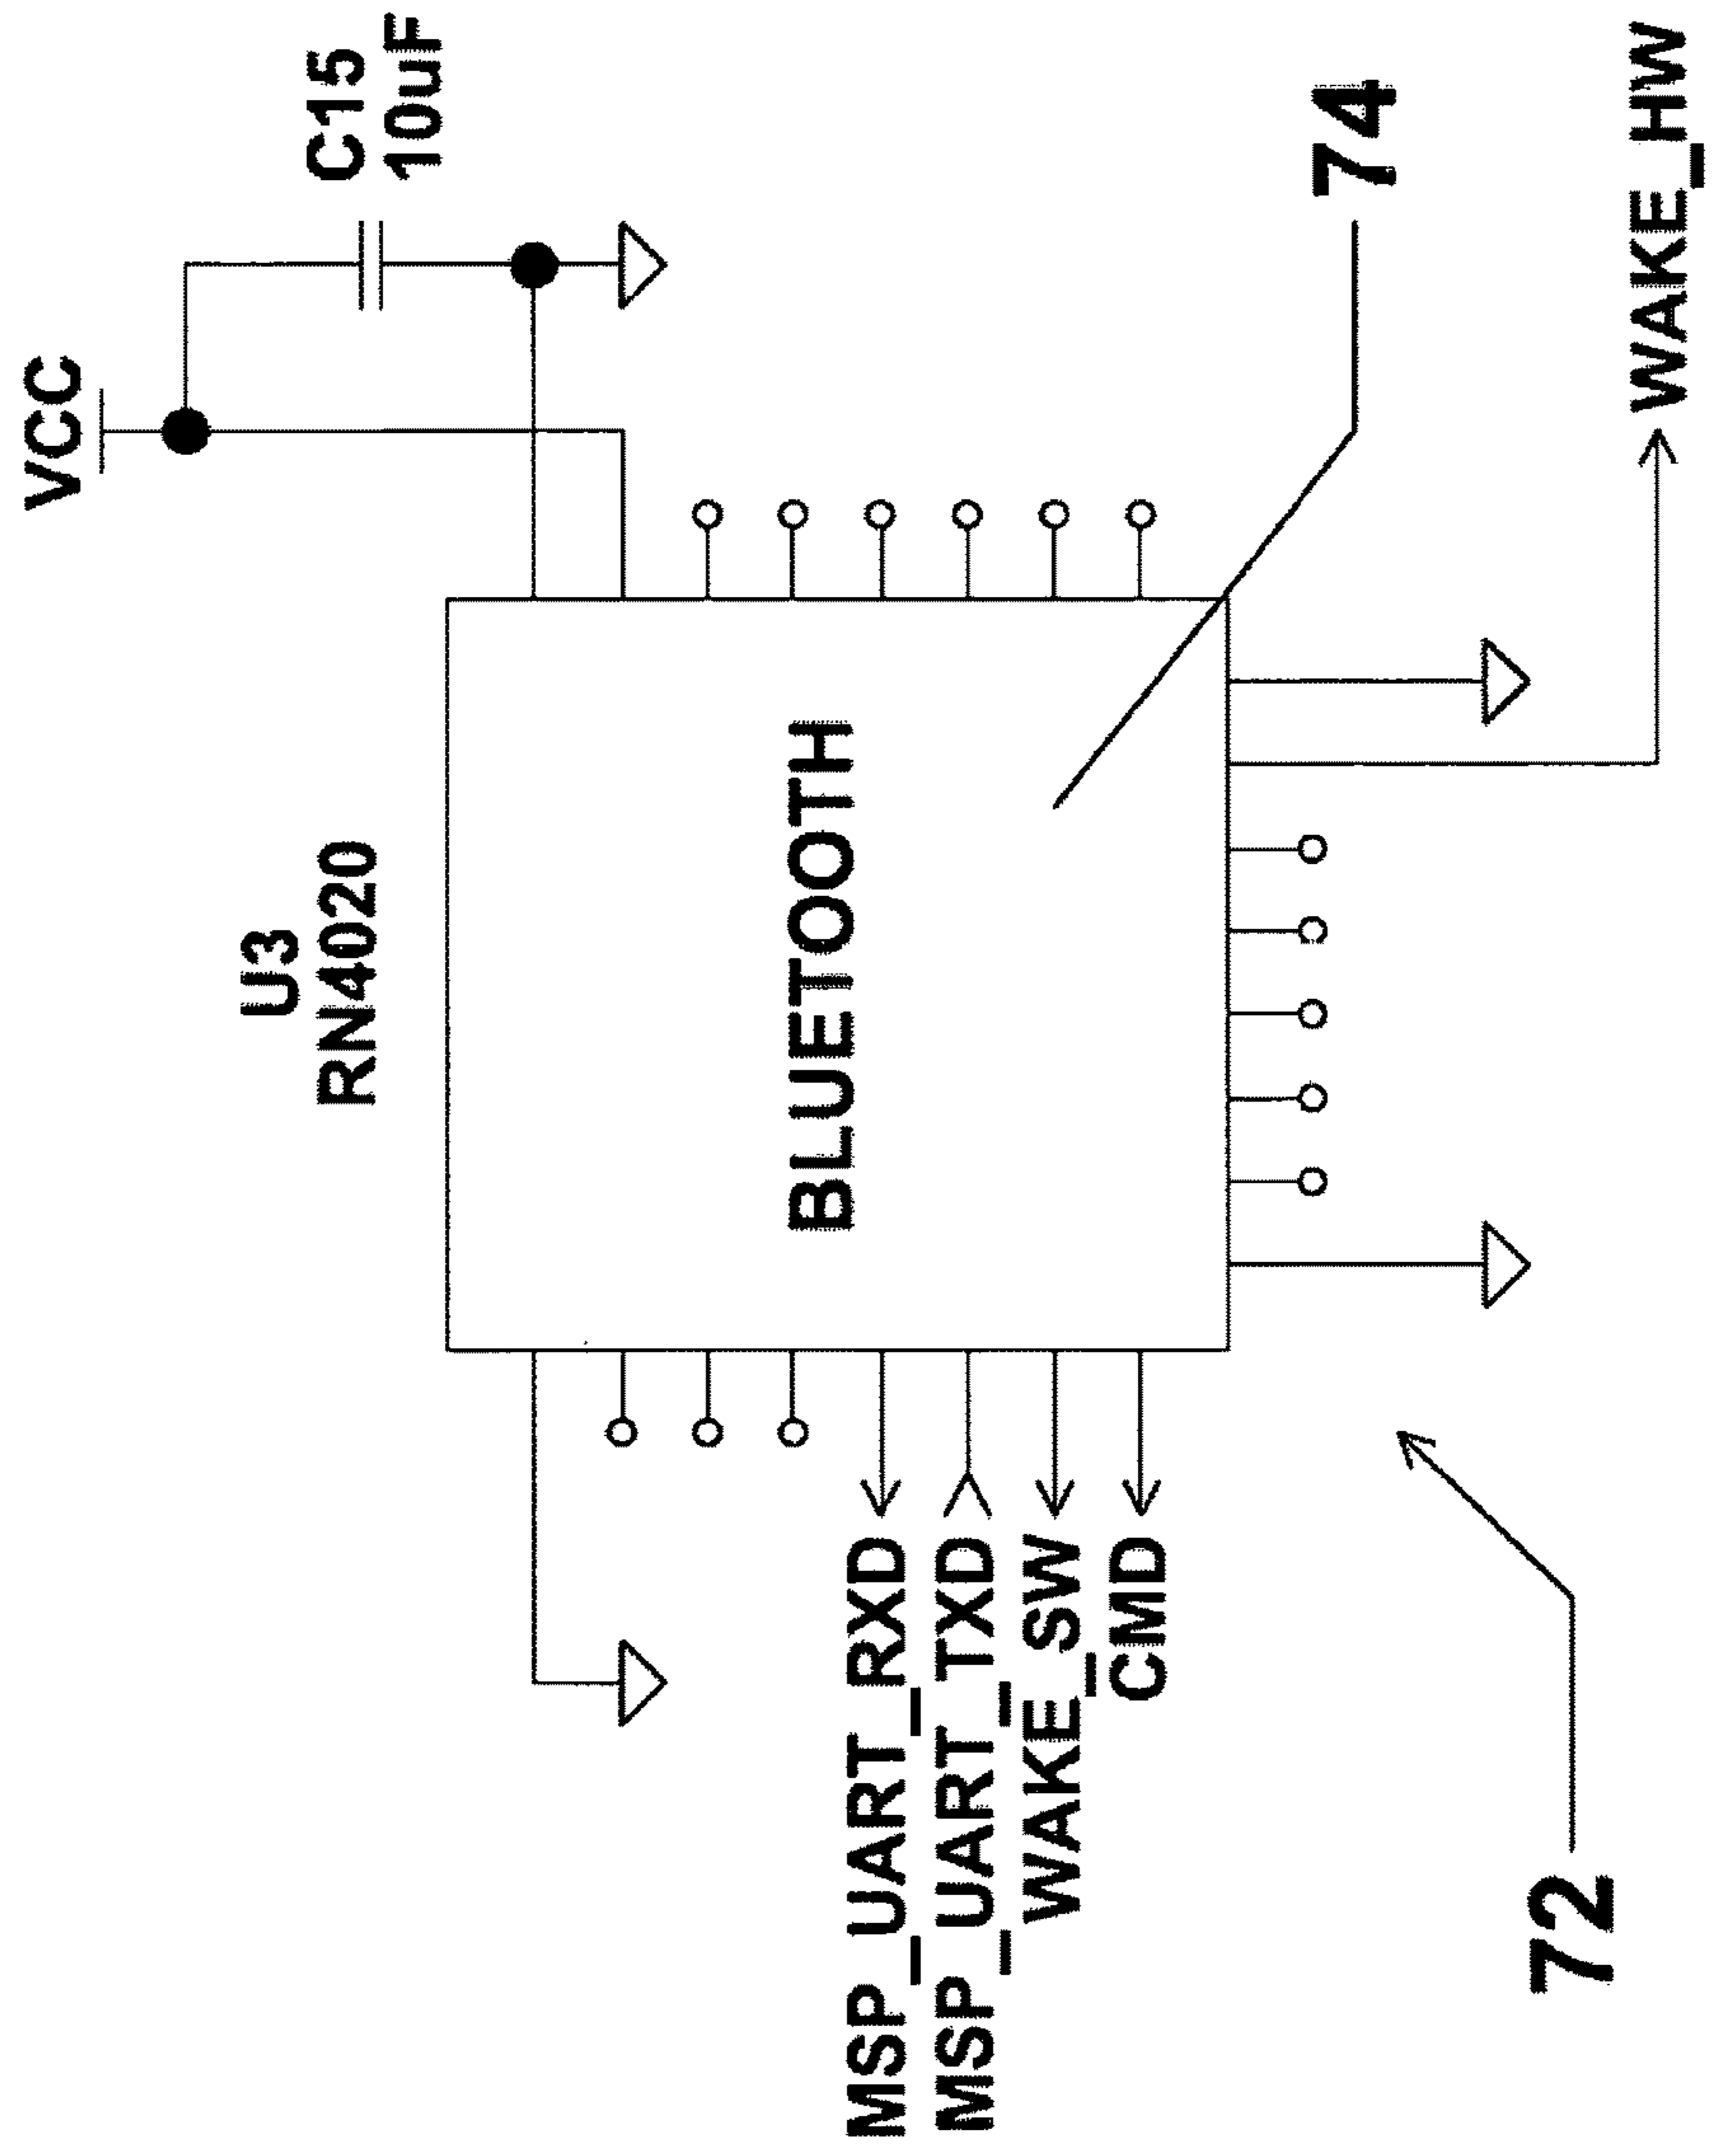 VCC
C15
10uF
U3
RN4020
BLUETOOTH
74
WAKE_HW
MSP_UART_RXD
MSP_UART_TXD
WAKE_SW
CMD
72